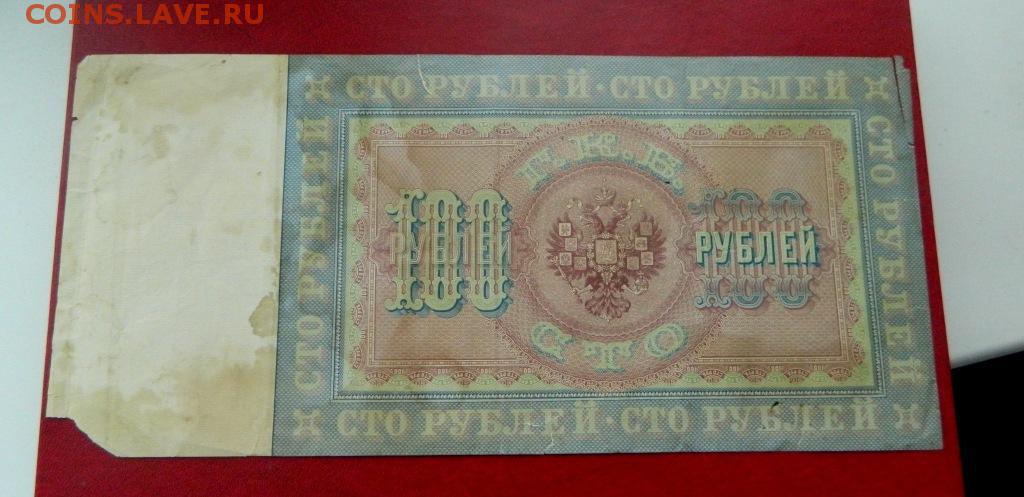 COINS.LAVE.RU
СТО РУБЛЕЙ · СТО РУБЛЕЙ
СТО РУБЛЕЙ
Г. К. Б.
100
РУБЛЕЙ
100
РУБЛЕЙ
СТО
СТО РУБЛЕЙ
СТО РУБЛЕЙ · СТО РУБЛЕЙ